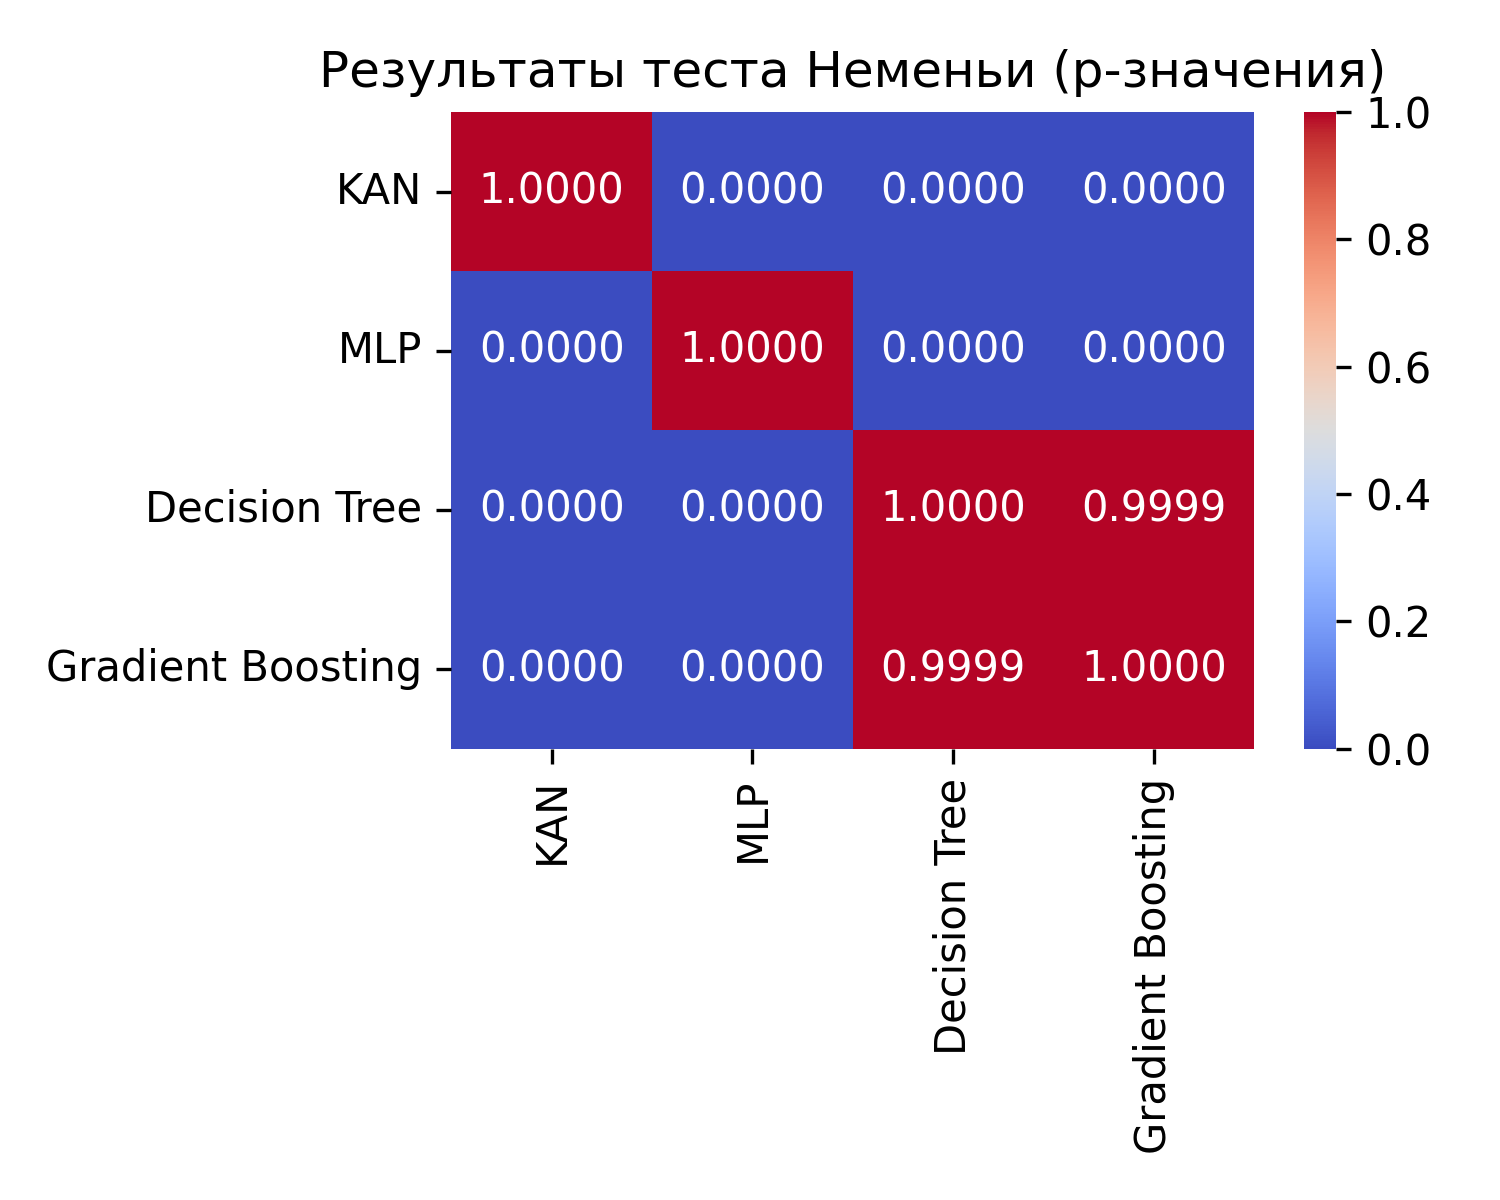 Результаты теста Неменьи (p-значения)
KAN 1.0000 0.0000 0.0000 0.0000
MLP 0.0000 1.0000 0.0000 0.0000
Decision Tree 0.0000 0.0000 1.0000 0.9999
Gradient Boosting 0.0000 0.0000 0.9999 1.0000
KAN
MLP
Decision Tree
Gradient Boosting
1.0
0.8
0.6
0.4
0.2
0.0